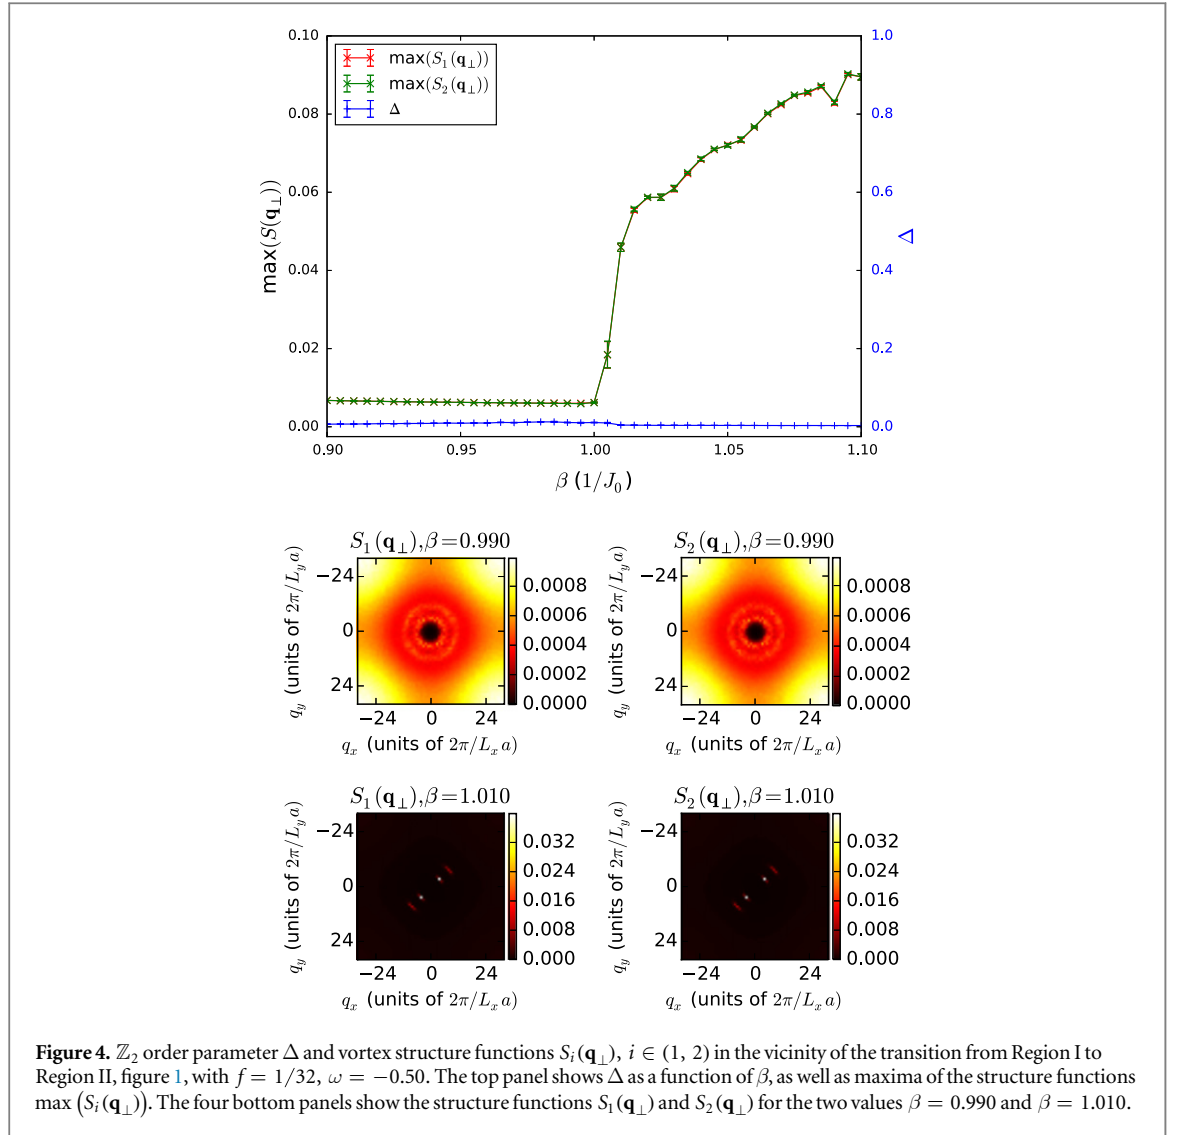 0.10
0.08
0.06
0.04
0.02
0.00
max(S(q⊥))
max(S₁(q⊥))
max(S₂(q⊥))
Δ
1.0
0.8
0.6
0.4
0.2
0.0
Δ
0.90 0.95 1.00 1.05 1.10
β (1/J₀)
S₁(q⊥),β=0.990
−24
0
24
q_y (units of 2π/L_y a)
−24 0 24
q_x (units of 2π/L_x a)
0.0008
0.0006
0.0004
0.0002
0.0000
S₂(q⊥),β=0.990
−24
0
24
q_y (units of 2π/L_y a)
−24 0 24
q_x (units of 2π/L_x a)
0.0008
0.0006
0.0004
0.0002
0.0000
S₁(q⊥),β=1.010
−24
0
24
q_y (units of 2π/L_y a)
−24 0 24
q_x (units of 2π/L_x a)
0.032
0.024
0.016
0.008
0.000
S₂(q⊥),β=1.010
−24
0
24
q_y (units of 2π/L_y a)
−24 0 24
q_x (units of 2π/L_x a)
0.032
0.024
0.016
0.008
0.000
Figure 4. ℤ₂ order parameter Δ and vortex structure functions Sᵢ(q⊥), i ∈ (1, 2) in the vicinity of the transition from Region I to
Region II, figure 1, with f = 1/32, ω = −0.50. The top panel shows Δ as a function of β, as well as maxima of the structure functions
max (Sᵢ(q⊥)). The four bottom panels show the structure functions S₁(q⊥) and S₂(q⊥) for the two values β = 0.990 and β = 1.010.